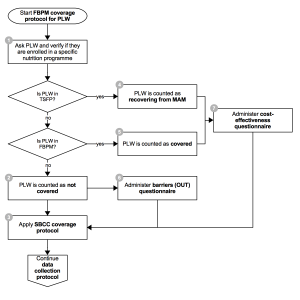 Start FBPM coverage
protocol for PLW
1
Ask PLW and verify if they
are enrolled in a specific
nutrition programme
Is PLW in
TSFP?
yes
4
PLW is counted as
recovering from MAM
7
Administer cost-
effectiveness
questionnaire
no
Is PLW in
FBPM?
yes
5
PLW is counted as covered
no
2
PLW is counted as not
covered
6
Administer barriers (OUT)
questionnaire
3
Apply SBCC coverage
protocol
Continue
data
collection
protocol